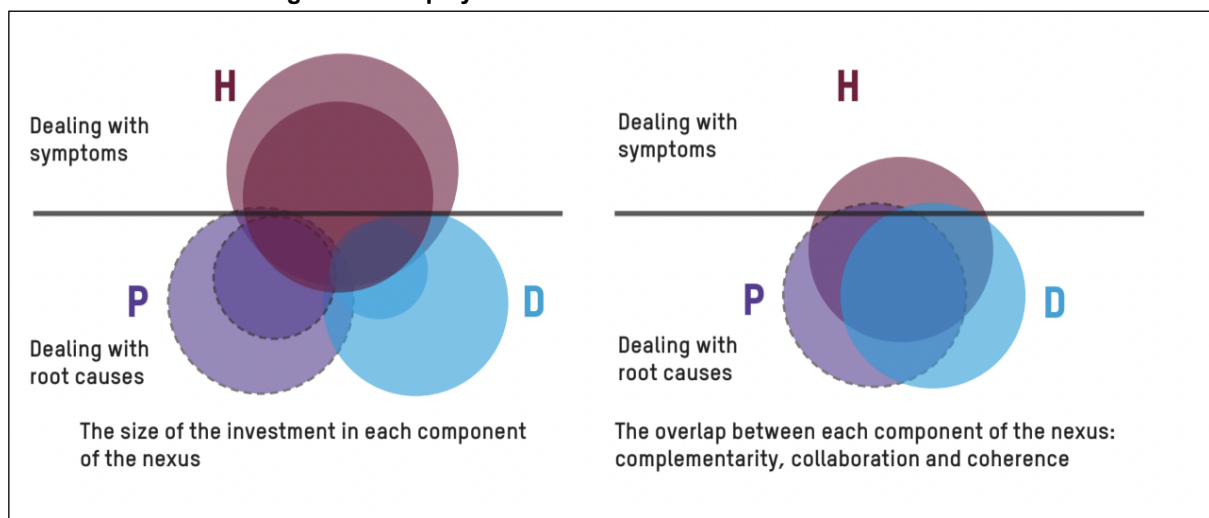 H
Dealing with
symptoms
P
D
Dealing with
root causes
The size of the investment in each component
of the nexus
H
Dealing with
symptoms
P
D
Dealing with
root causes
The overlap between each component of the nexus:
complementarity, collaboration and coherence